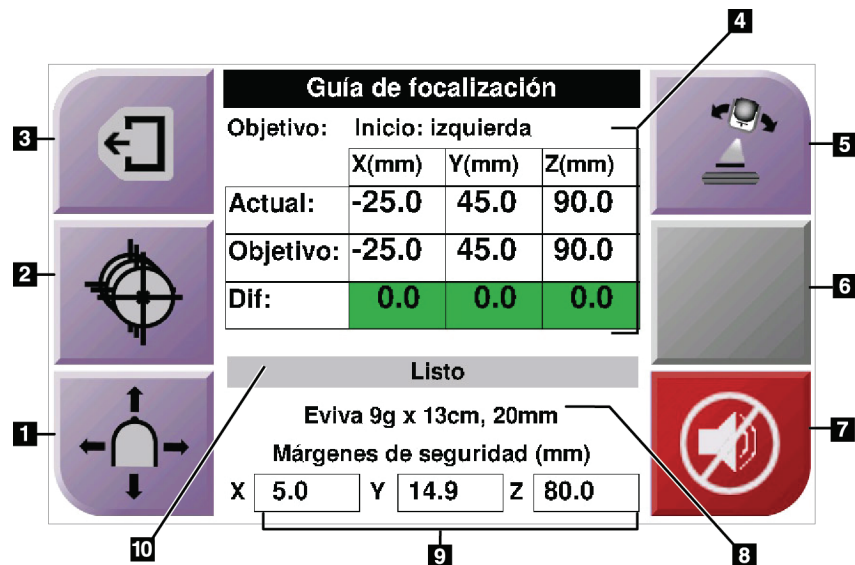 4
Guía de focalización
3
Objetivo: Inicio: izquierda
5
X(mm) Y(mm) Z(mm)
Actual: -25.0 45.0 90.0
2
Objetivo: -25.0 45.0 90.0
6
Dif: 0.0 0.0 0.0
Listo
1
Eviva 9g x 13cm, 20mm
7
Márgenes de seguridad (mm)
X 5.0 Y 14.9 Z 80.0
10
9
8